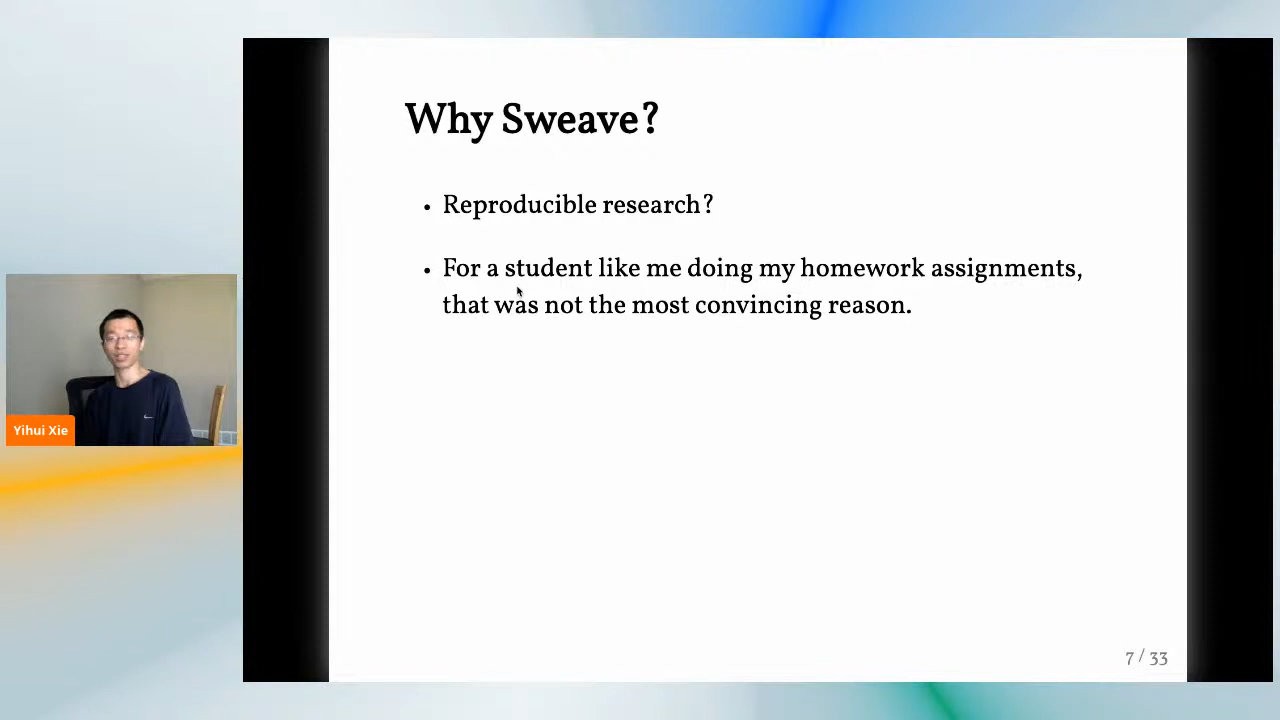 Why Sweave?
• Reproducible research?
• For a student like me doing my homework assignments,
that was not the most convincing reason.
Yihui Xie
7 / 33